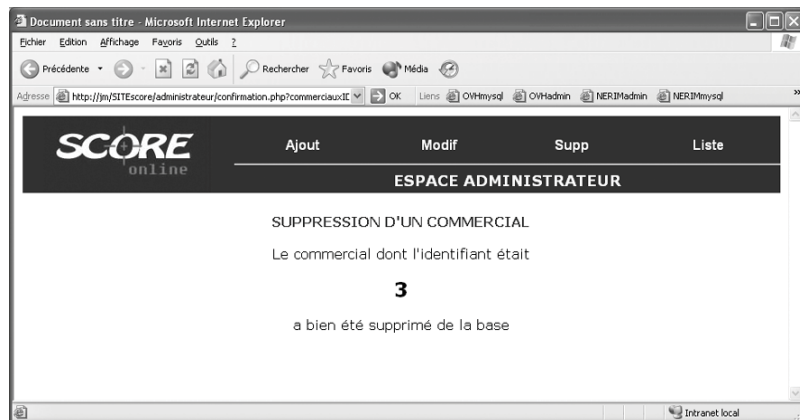 Document sans titre - Microsoft Internet Explorer
Fichier Edition Affichage Favoris Outils ?
Précédente Rechercher Favoris Média
Adresse http://jm/SITEscore/administrateur/confirmation.php?commerciauxID OK Liens OVHmysql OVHadmin NERIMadmin NERIMmysql »
SCORE Ajout Modif Supp Liste
online
ESPACE ADMINISTRATEUR
SUPPRESSION D'UN COMMERCIAL
Le commercial dont l'identifiant était
3
a bien été supprimé de la base
Intranet local